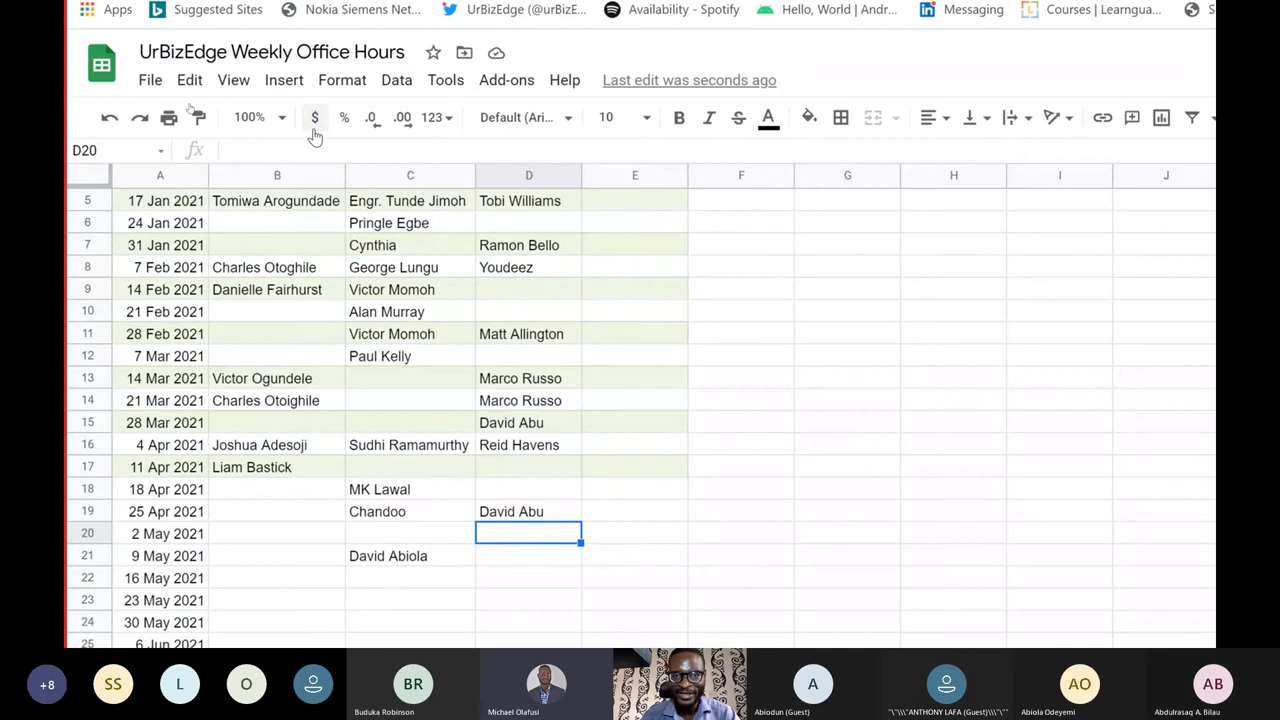 Apps Suggested Sites Nokia Siemens Net... UrBizEdge (@urbizE... Availability - Spotify Hello, World! | Andr... Messaging Courses | Learngua...
UrBizEdge Weekly Office Hours
File Edit View Insert Format Data Tools Add-ons Help Last edit was seconds ago
100% $ % .0 .00 123 Default (Ari... 10 B I S A
D20 fx
A B C D E F G H I J
5 17 Jan 2021 Tomiwa Arogundade Engr. Tunde Jimoh Tobi Williams
6 24 Jan 2021 Pringle Egbe
7 31 Jan 2021 Cynthia Ramon Bello
8 7 Feb 2021 Charles Otoghile George Lungu Youdeez
9 14 Feb 2021 Danielle Fairhurst Victor Momoh
10 21 Feb 2021 Alan Murray
11 28 Feb 2021 Victor Momoh Matt Allington
12 7 Mar 2021 Paul Kelly
13 14 Mar 2021 Victor Ogundele Marco Russo
14 21 Mar 2021 Charles Otoighile Marco Russo
15 28 Mar 2021 David Abu
16 4 Apr 2021 Joshua Adesoji Sudhi Ramamurthy Reid Havens
17 11 Apr 2021 Liam Bastick
18 18 Apr 2021 MK Lawal
19 25 Apr 2021 Chandoo David Abu
20 2 May 2021
21 9 May 2021 David Abiola
22 16 May 2021
23 23 May 2021
24 30 May 2021
25 6 Jun 2021
+8 SS L O BR A AO AB
Buduka Robinson Michael Olafusi Abiodun (Guest) "\"\\\"ANTHONY LAFA (Guest)\\\"\"" Abiola Odeyemi Abdulrasaq A. Bilau